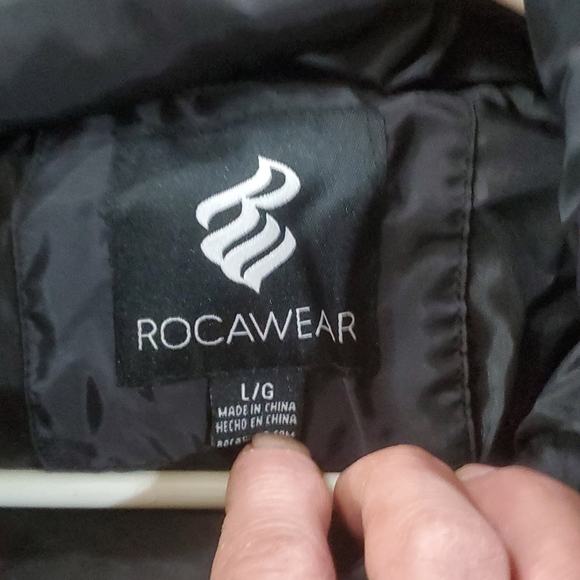 ROCAWEAR
L/G
MADE IN CHINA
HECHO EN CHINA